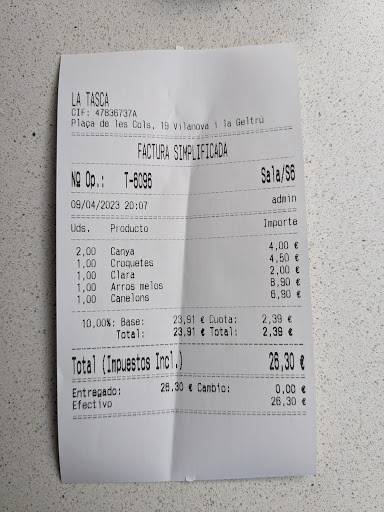 LA TASCA
CIF: 47836737A
Plaça de les Cols, 19 Vilanova i la Geltrú
FACTURA SIMPLIFICADA
Nº Op.: T-6096 Sala/S6
09/04/2023 20:07 admin
Uds. Producto Importe
2,00 Canya 4,00 €
1,00 Croquetes 4,50 €
1,00 Clara 2,00 €
1,00 Arros melos 8,90 €
1,00 Canelons 6,90 €
10,00%: Base: 23,91 € Cuota: 2,39 €
Total: 23,91 € Total: 2,39 €
Total (Impuestos Incl.) 26,30 €
Entregado: 26.30 € Cambio: 0,00 €
Efectivo 26,30 €